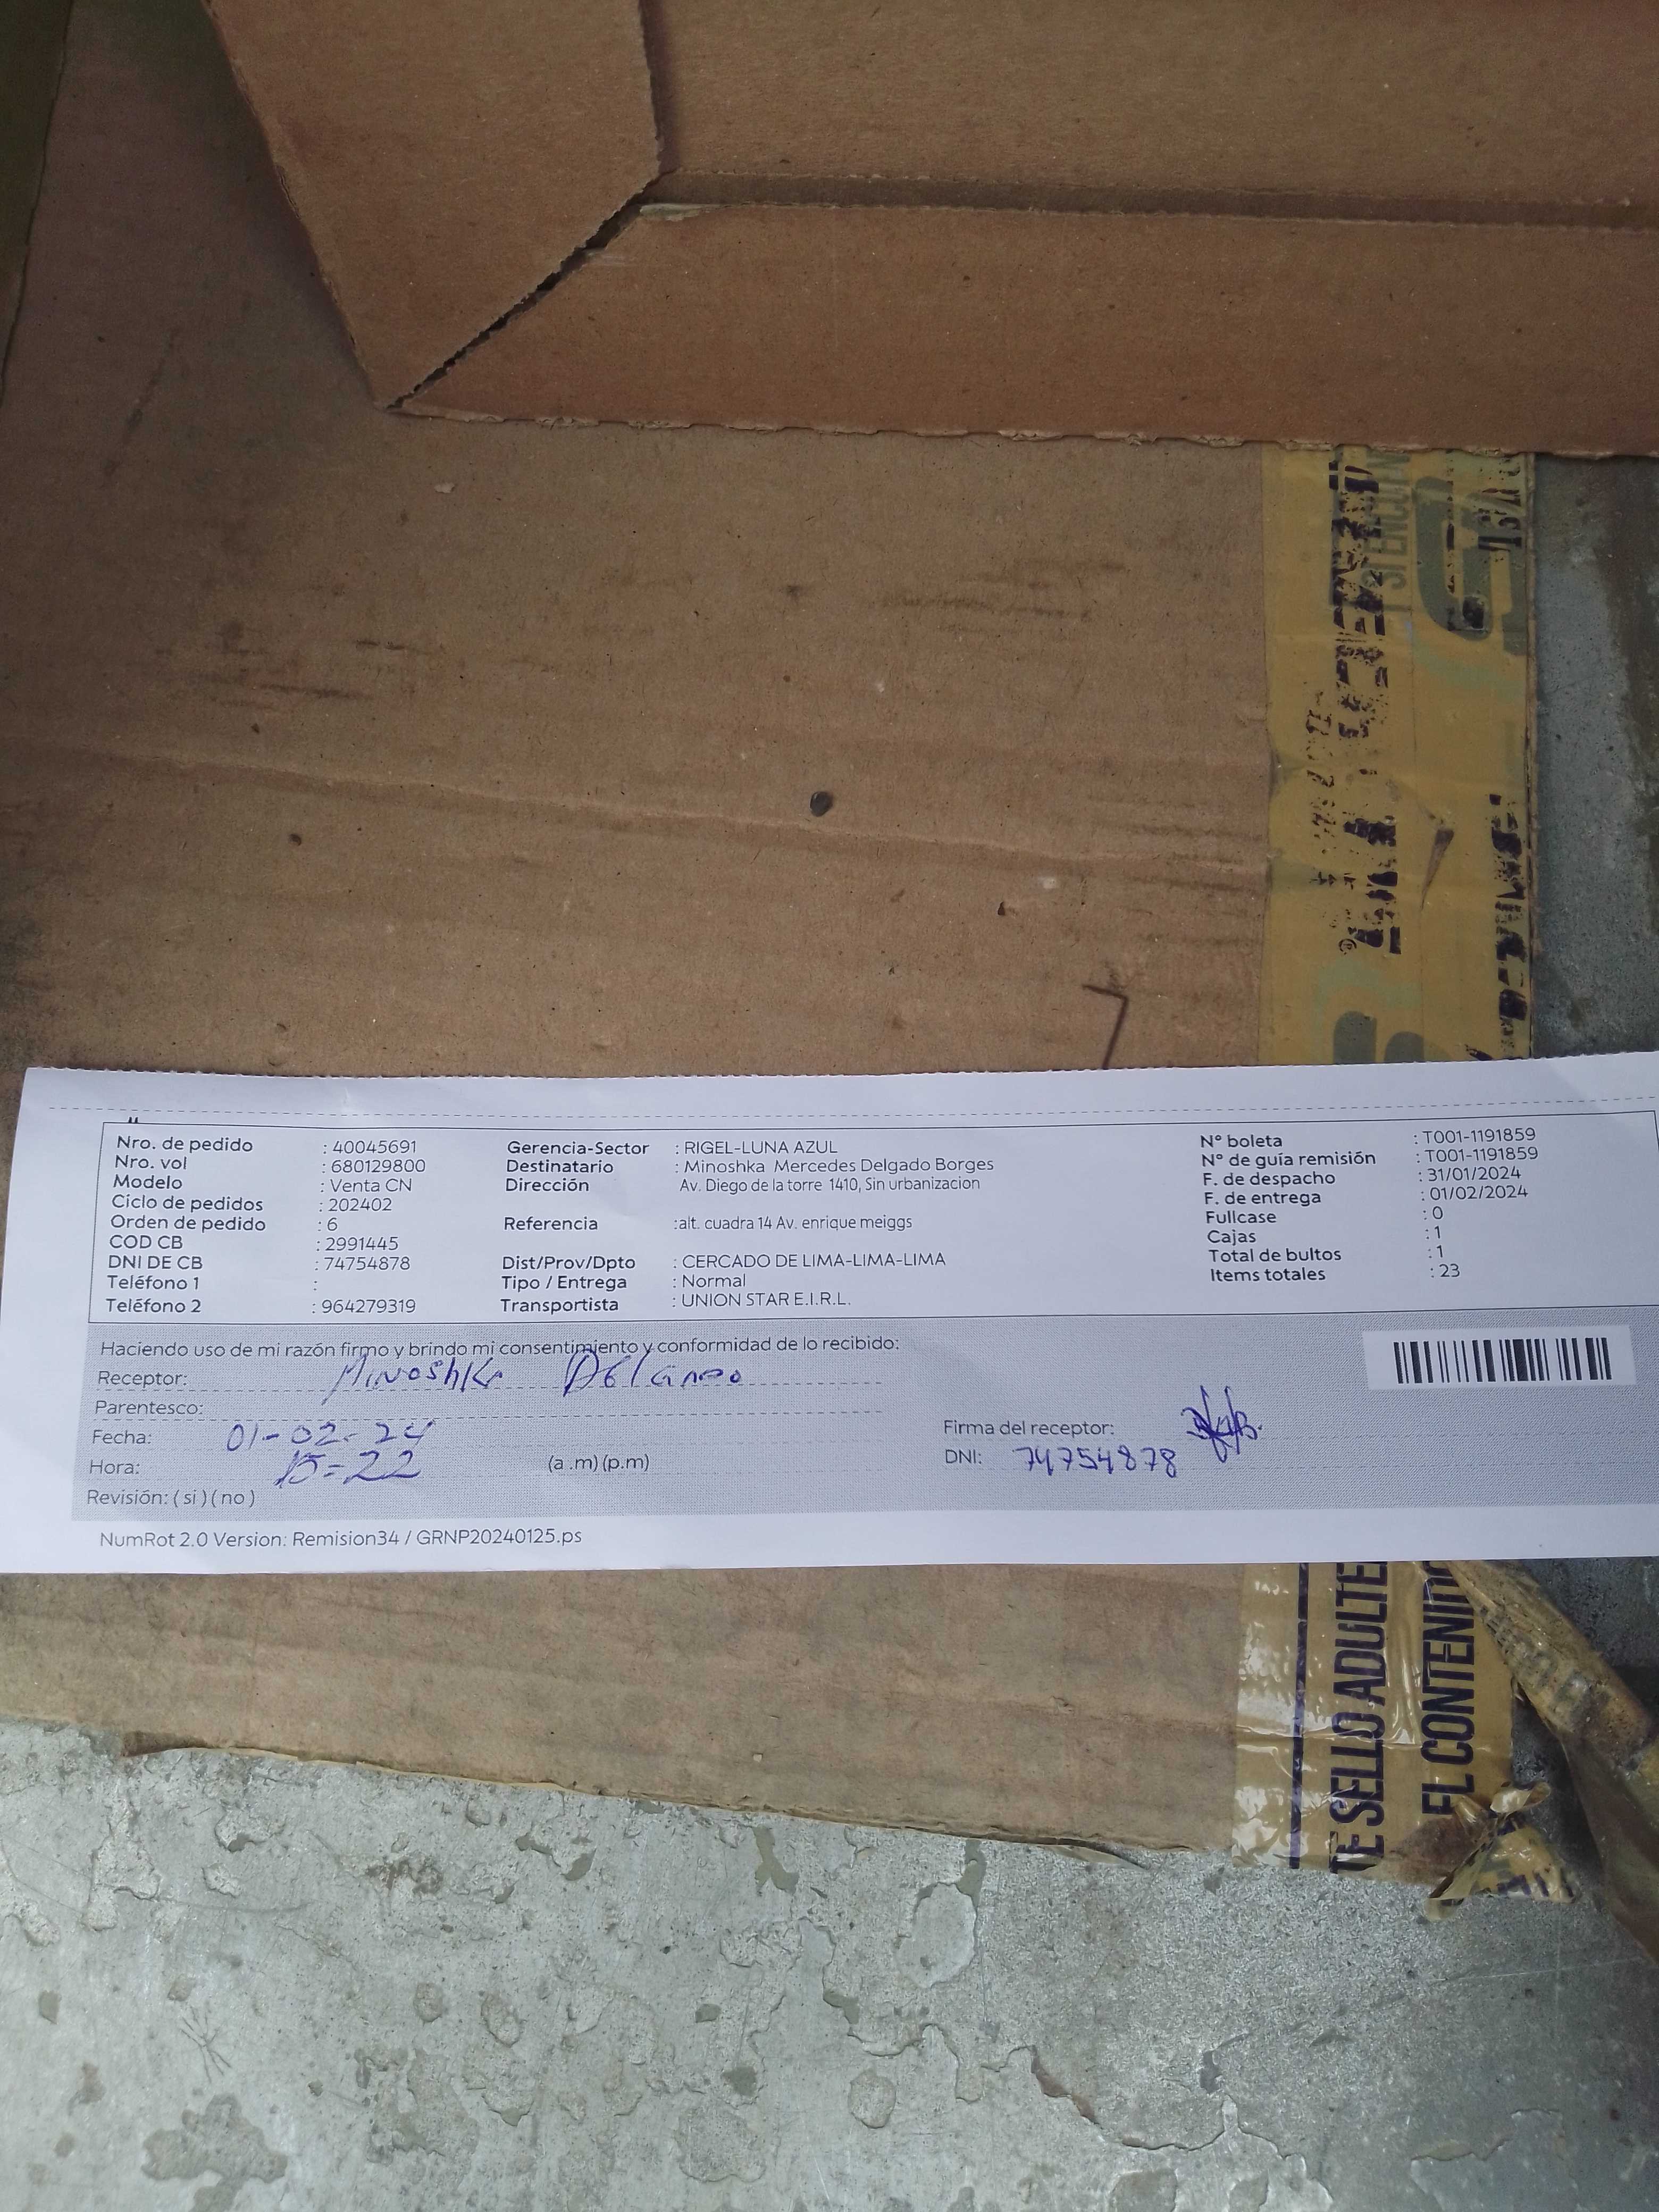 SI ENCUEN
Nro. de pedido : 40045691 Gerencia-Sector : RIGEL-LUNA AZUL N° boleta : T001-1191859
Nro. vol : 680129800 Destinatario : Minoshka Mercedes Delgado Borges N° de guía remisión : T001-1191859
Modelo : Venta CN Dirección Av. Diego de la torre 1410, Sin urbanizacion F. de despacho : 31/01/2024
Ciclo de pedidos : 202402 F. de entrega : 01/02/2024
Orden de pedido : 6 Referencia :alt. cuadra 14 Av. enrique meiggs Fullcase : 0
COD CB : 2991445 Cajas : 1
DNI DE CB : 74754878 Dist/Prov/Dpto : CERCADO DE LIMA-LIMA-LIMA Total de bultos : 1
Teléfono 1 : Tipo / Entrega : Normal Items totales : 23
Teléfono 2 : 964279319 Transportista : UNION STAR E.I.R.L.
Haciendo uso de mi razón firmo y brindo mi consentimiento y conformidad de lo recibido:
Receptor: Minoshka Delgado
Parentesco:
Fecha: 01-02-24 Firma del receptor:
Hora: 15=22 (a .m) (p.m) DNI: 74754878
Revisión: ( si ) ( no )
NumRot 2.0 Version: Remision34 / GRNP20240125.ps
TE SELLO ADULTE
EL CONTENIDO